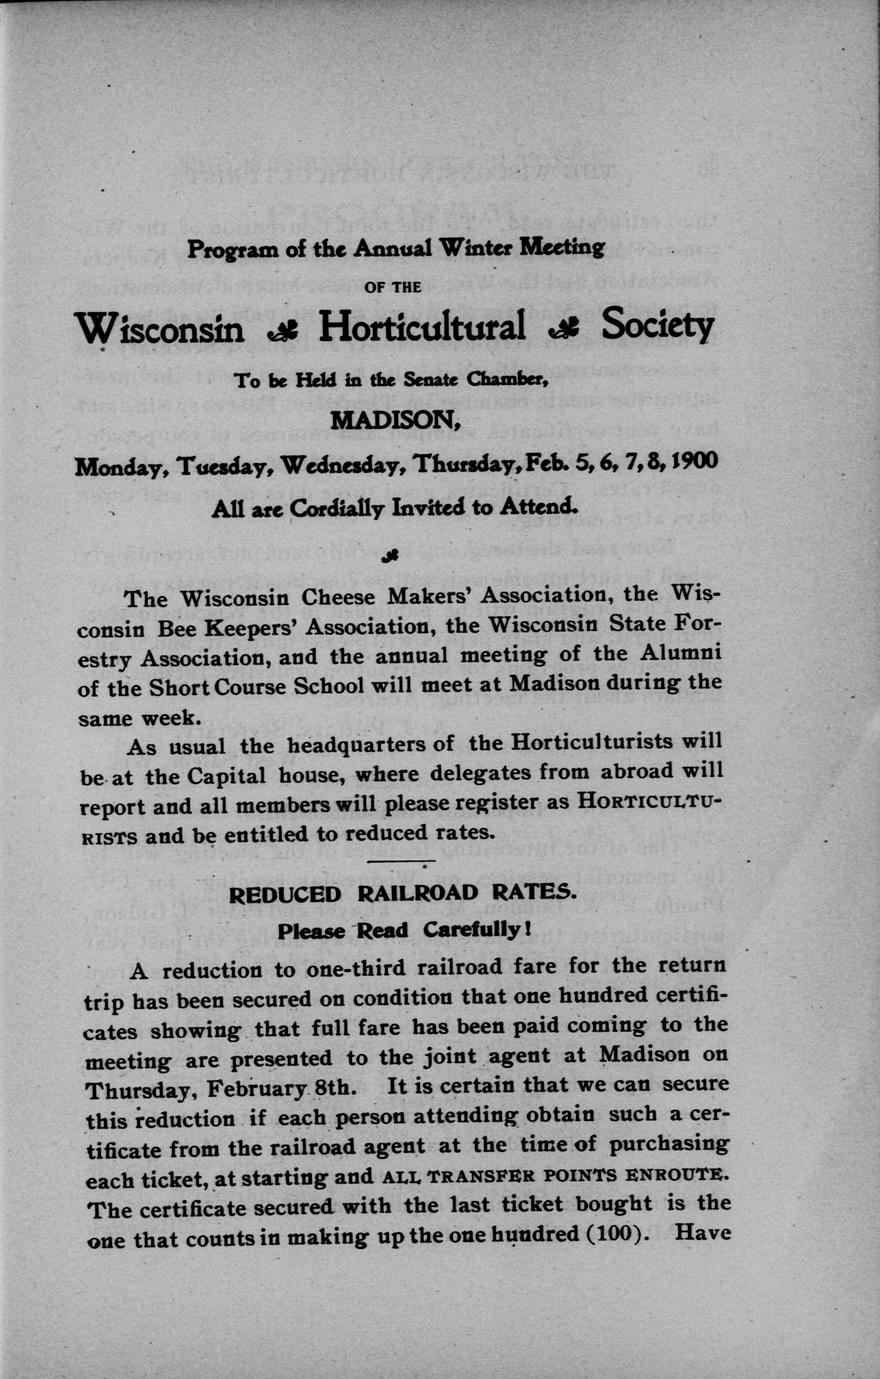 Program of the Annual Winter Meeting
OF THE
Wisconsin Horticultural Society
To be Held in the Senate Chamber,
MADISON,
Monday, Tuesday, Wednesday, Thursday, Feb. 5, 6, 7, 8, 1900
All are Cordially Invited to Attend.
The Wisconsin Cheese Makers' Association, the Wis-
consin Bee Keepers' Association, the Wisconsin State For-
estry Association, and the annual meeting of the Alumni
of the Short Course School will meet at Madison during the
same week.
As usual the headquarters of the Horticulturists will
be at the Capital house, where delegates from abroad will
report and all members will please register as HORTICULTU-
RISTS and be entitled to reduced rates.
REDUCED RAILROAD RATES.
Please Read Carefully!
A reduction to one-third railroad fare for the return
trip has been secured on condition that one hundred certifi-
cates showing that full fare has been paid coming to the
meeting are presented to the joint agent at Madison on
Thursday, February 8th. It is certain that we can secure
this reduction if each person attending obtain such a cer-
tificate from the railroad agent at the time of purchasing
each ticket, at starting and ALL TRANSFER POINTS ENROUTE.
The certificate secured with the last ticket bought is the
one that counts in making up the one hundred (100). Have